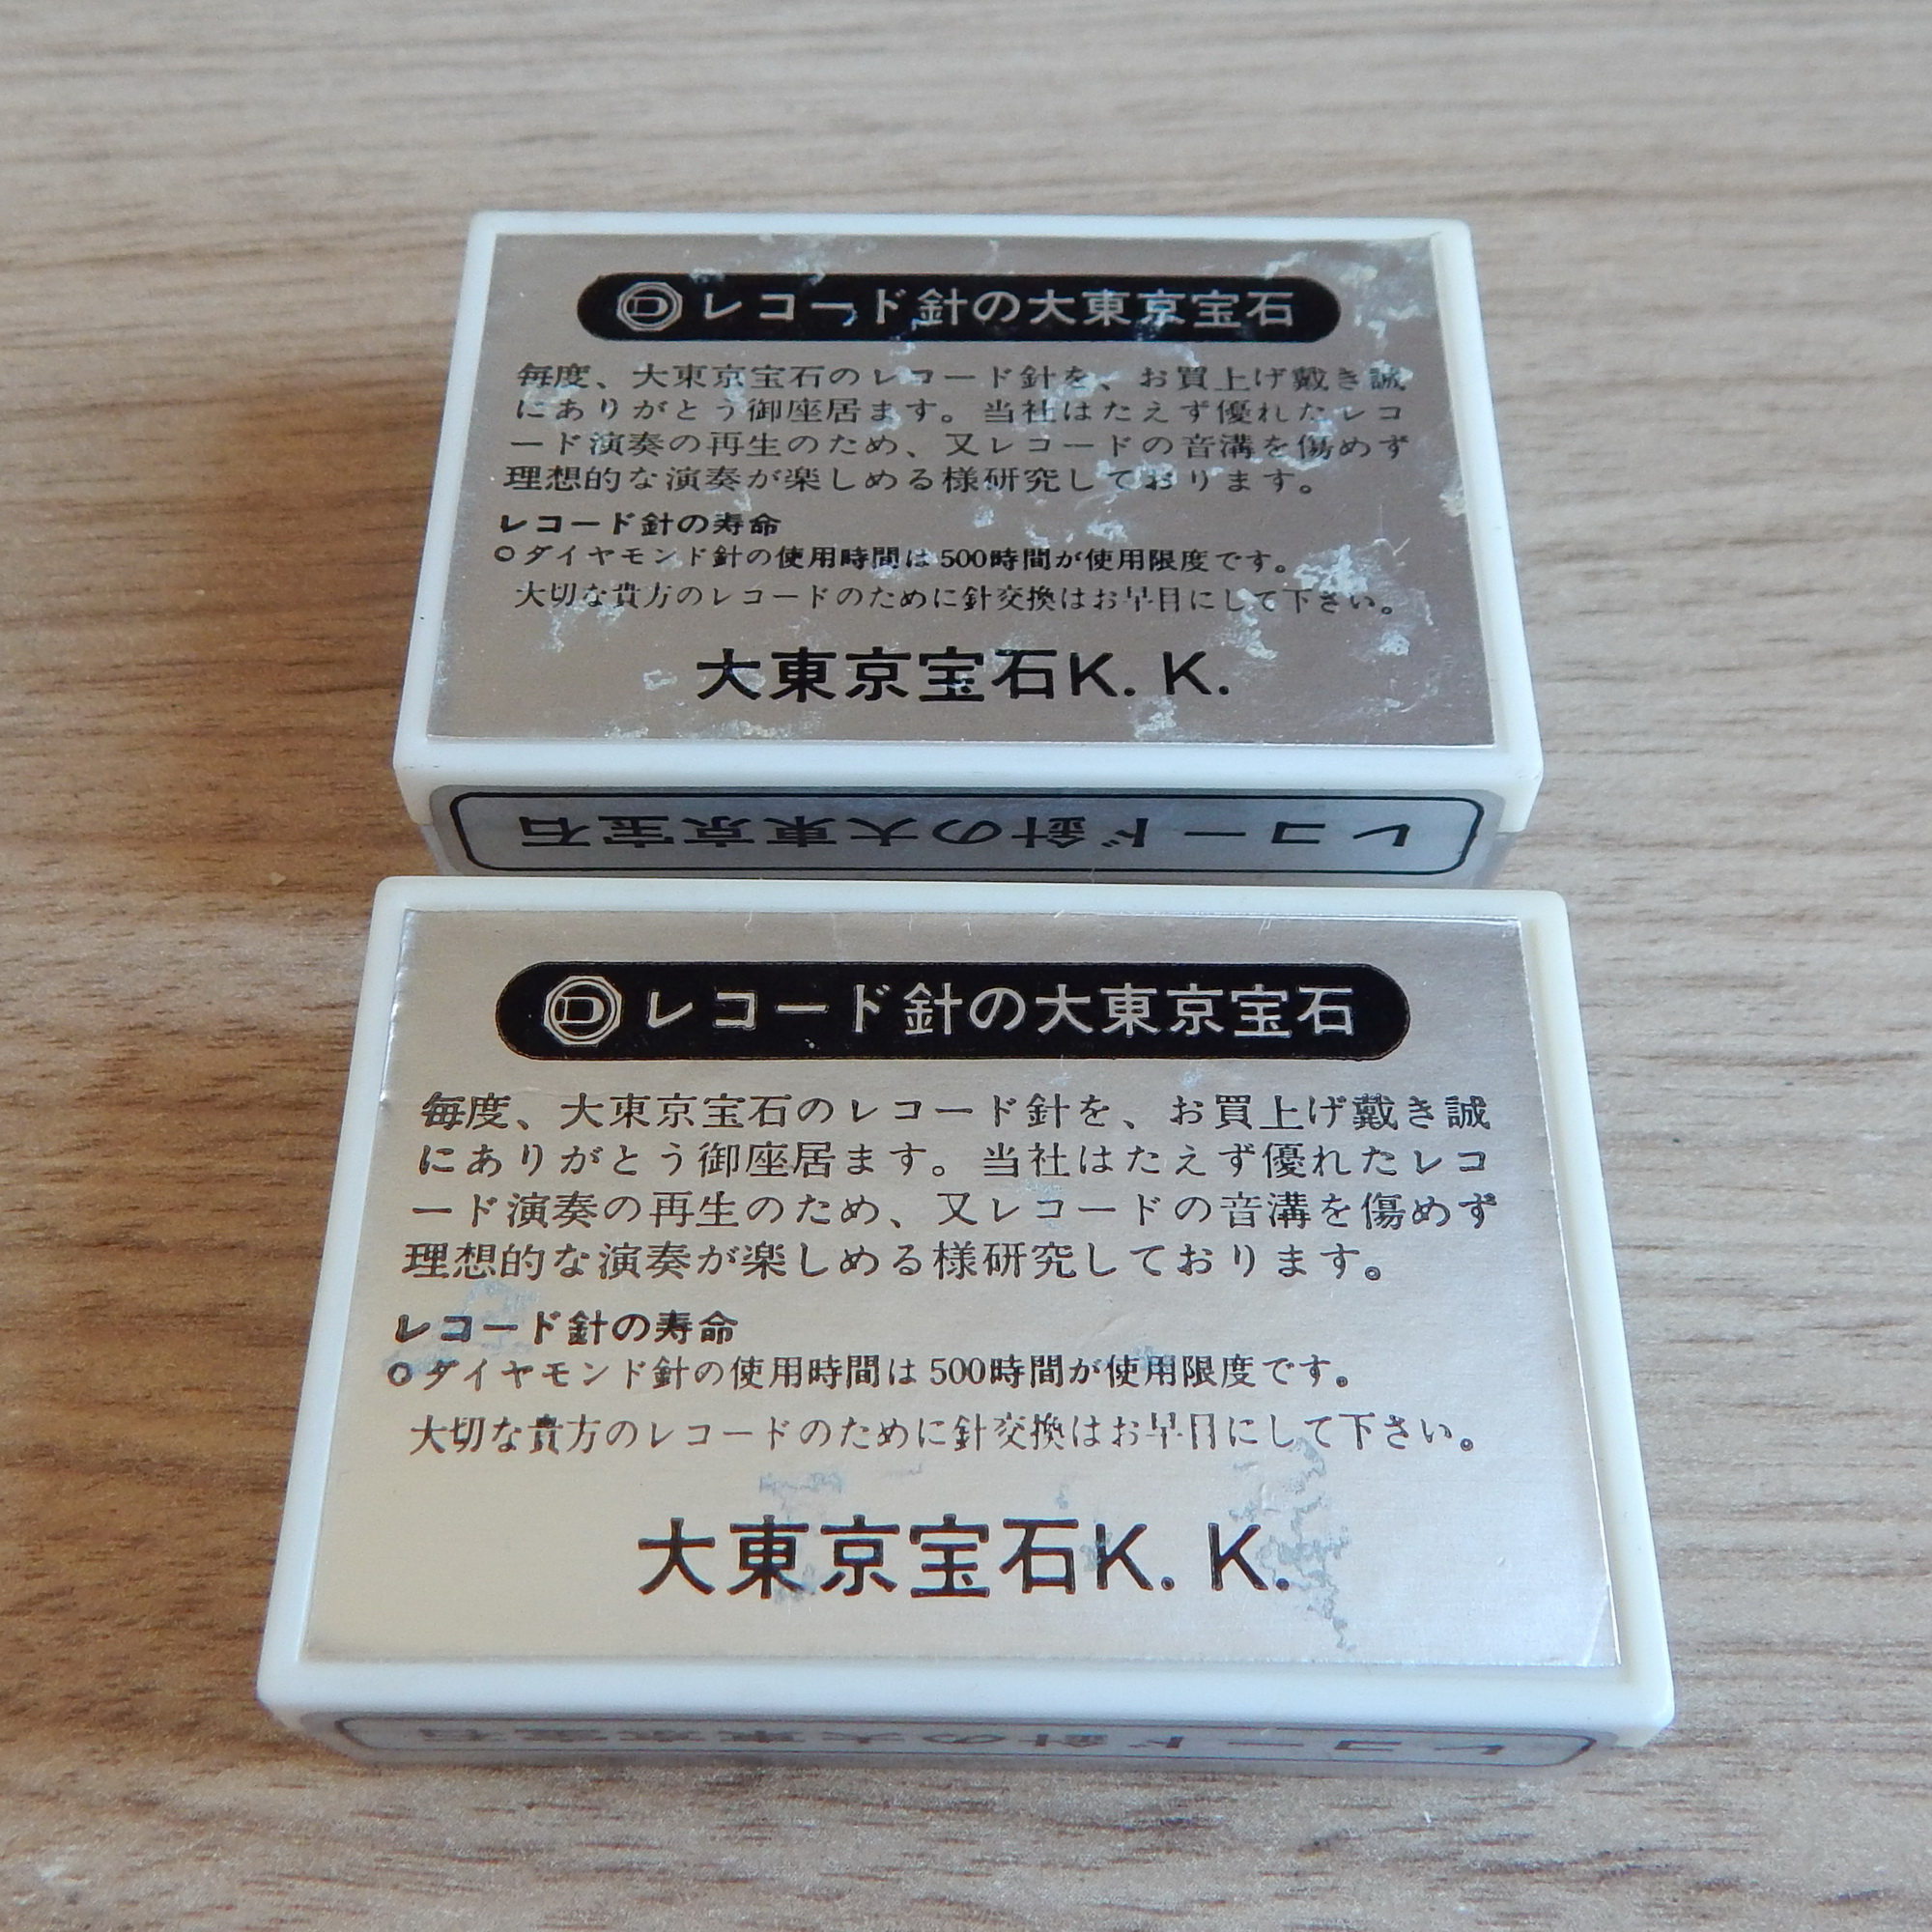 D レコード針の大東京宝石
毎度、大東京宝石のレコード針を、お買上げ戴き誠
にありがとう御座居ます。当社はたえず優れたレコ
ード演奏の再生のため、又レコードの音溝を傷めず
理想的な演奏が楽しめる様研究しております。
レコード針の寿命
○ダイヤモンド針の使用時間は500時間が使用限度です。
大切な貴方のレコードのために針交換はお早目にして下さい。
大東京宝石K.K.
レコード針の大東京宝石
D レコード針の大東京宝石
毎度、大東京宝石のレコード針を、お買上げ戴き誠
にありがとう御座居ます。当社はたえず優れたレコ
ード演奏の再生のため、又レコードの音溝を傷めず
理想的な演奏が楽しめる様研究しております。
レコード針の寿命
○ダイヤモンド針の使用時間は500時間が使用限度です。
大切な貴方のレコードのために針交換はお早目にして下さい。
大東京宝石K.K.
レコード針の大東京宝石